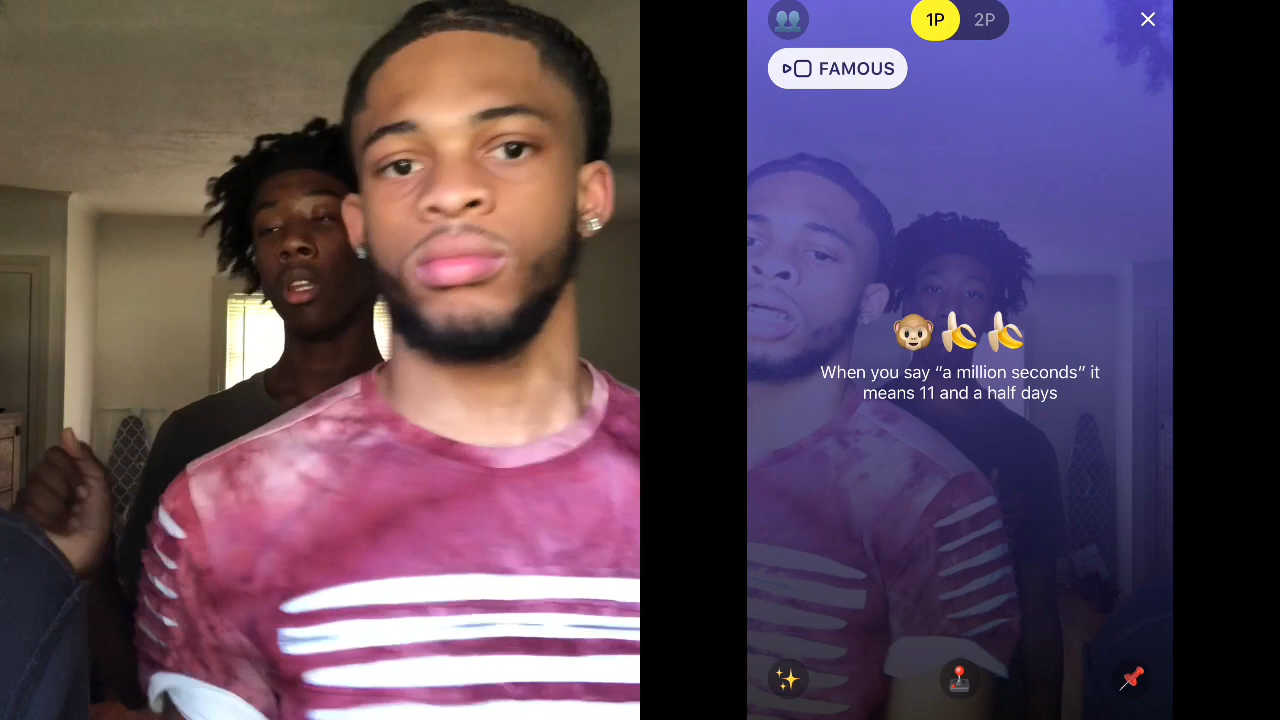 1P 2P
FAMOUS
When you say “a million seconds” it
means 11 and a half days